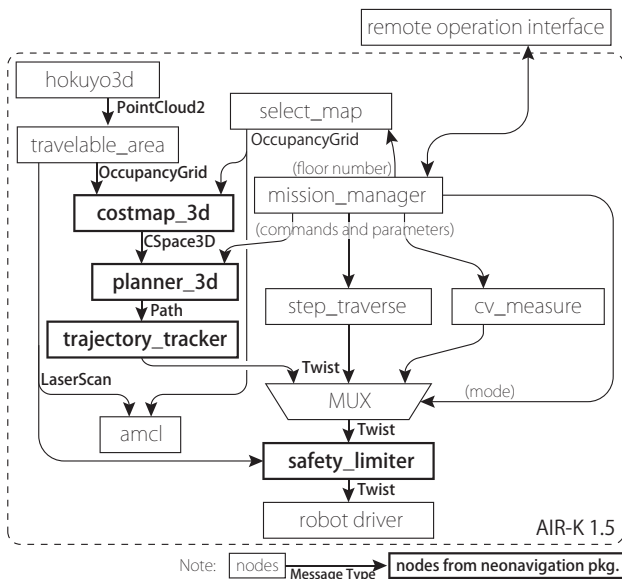 remote operation interface
hokuyo3d
PointCloud2
select_map
travelable_area
OccupancyGrid
OccupancyGrid
(floor number)
mission_manager
costmap_3d
CSpace3D
(commands and parameters)
planner_3d
Path
step_traverse
cv_measure
trajectory_tracker
Twist
LaserScan
MUX
(mode)
amcl
Twist
safety_limiter
Twist
robot driver
AIR-K 1.5
Note:
nodes
Message Type
nodes from neonavigation pkg.